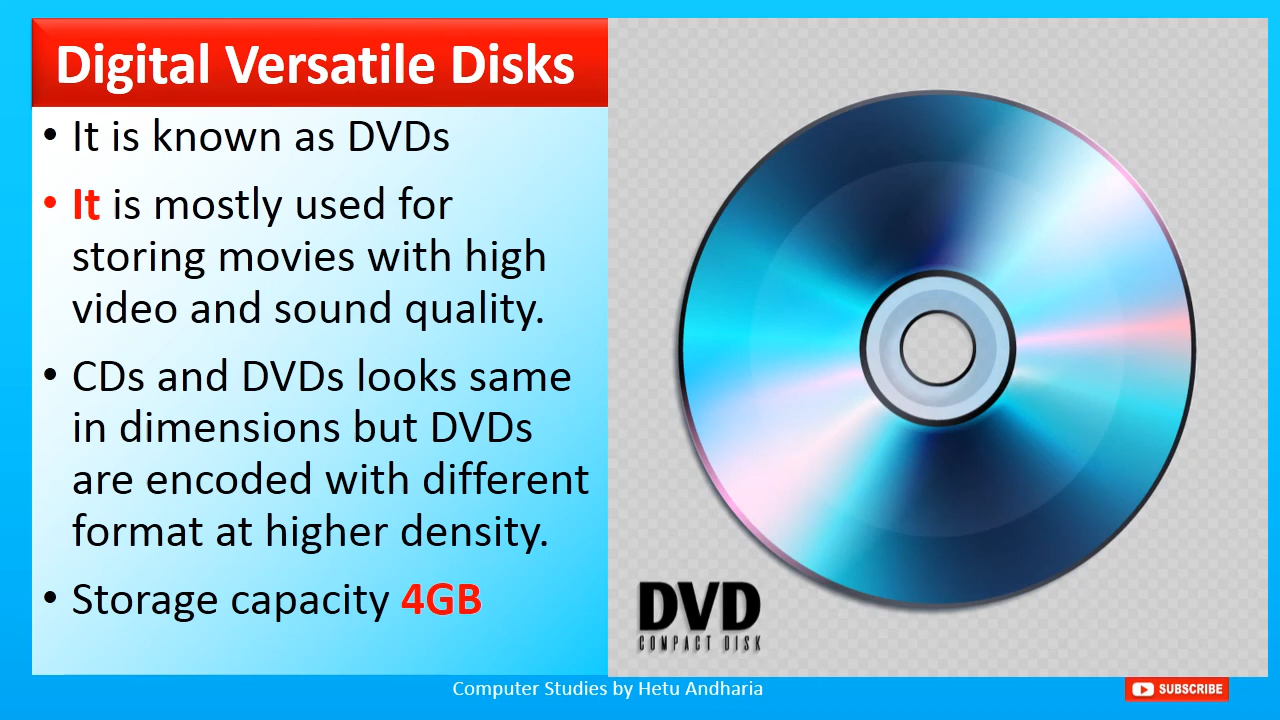 Digital Versatile Disks
• It is known as DVDs
• It is mostly used for
storing movies with high
video and sound quality.
• CDs and DVDs looks same
in dimensions but DVDs
are encoded with different
format at higher density.
• Storage capacity 4GB
DVD
COMPACT DISK
Computer Studies by Hetu Andharia
SUBSCRIBE